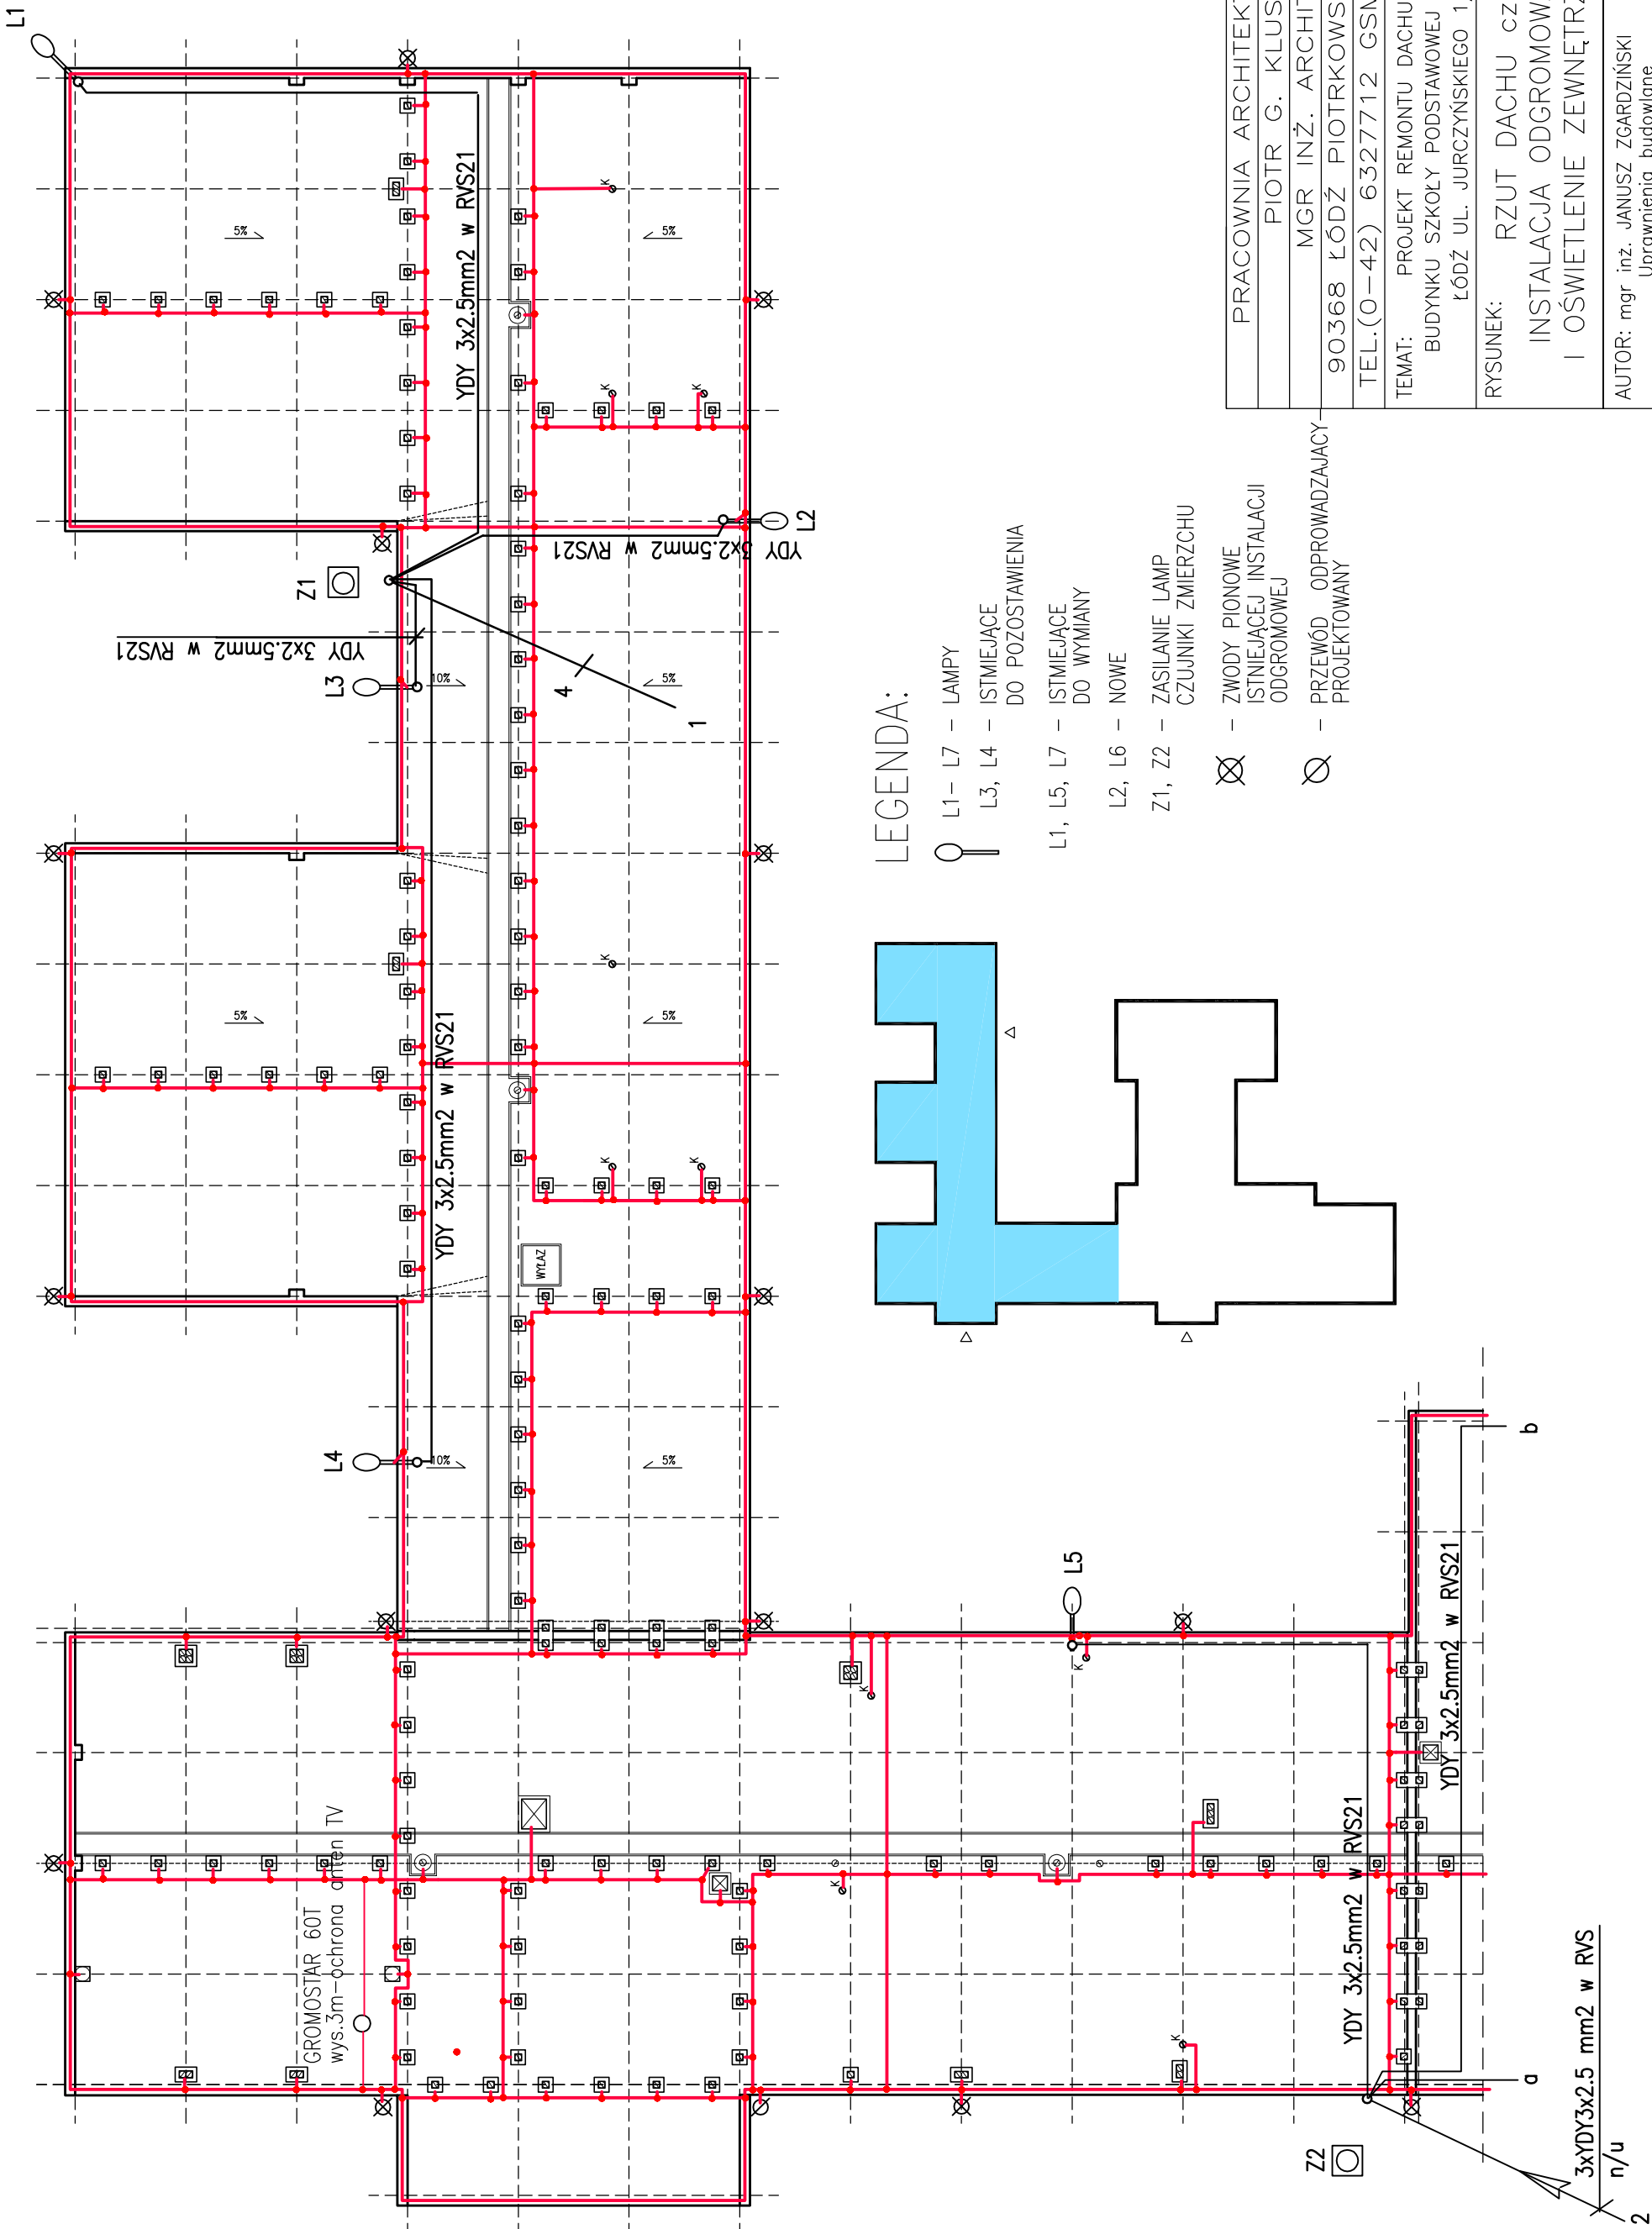 L1
YDY 3x2.5mm2 w RVS21
5%
5%
K
K
K
Z1
YDY 3x2.5mm2 w RVS21
L2
YDY 3x2.5mm2 w RVS21
L3
10%
4
1
5%
5%
5%
K
K
K
YDY 3x2.5mm2 w RVS21
WYŁAZ
L4
10%
5%
L5
K
K
K
K
GROMOSTAR 60T
wys.3m-ochrona anten TV
YDY 3x2.5mm2 w RVS21
YDY 3x2.5mm2 w RVS21
b
a
Z2
3xYDY3x2.5 mm2 w RVS
n/u
2
LEGENDA:
L1- L7 - LAMPY
L3, L4 - ISTMIEJĄCE
DO POZOSTAWIENIA
L1, L5, L7 - ISTMIEJĄCE
DO WYMIANY
L2, L6 - NOWE
Z1, Z2 - ZASILANIE LAMP
CZUJNIKI ZMIERZCHU
- ZWODY PIONOWE
ISTNIEJĄCEJ INSTALACJI
ODGROMOWEJ
- PRZEWÓD ODPROWADZAJĄCY
PROJEKTOWANY
PRACOWNIA ARCHITEKT
PIOTR G. KLUS
MGR INŻ. ARCHIT
90368 ŁÓDŹ PIOTRKOWS
TEL.(0-42) 6327712 GSM
TEMAT: PROJEKT REMONTU DACHU
BUDYNKU SZKOŁY PODSTAWOWEJ
ŁÓDŹ UL. JURCZYŃSKIEGO 1
RYSUNEK: RZUT DACHU cz
INSTALACJA ODGROMOW
I OŚWIETLENIE ZEWNĘTRZ
AUTOR: mgr inż. JANUSZ ZGARDZIŃSKI
Uprawnienia budowlane